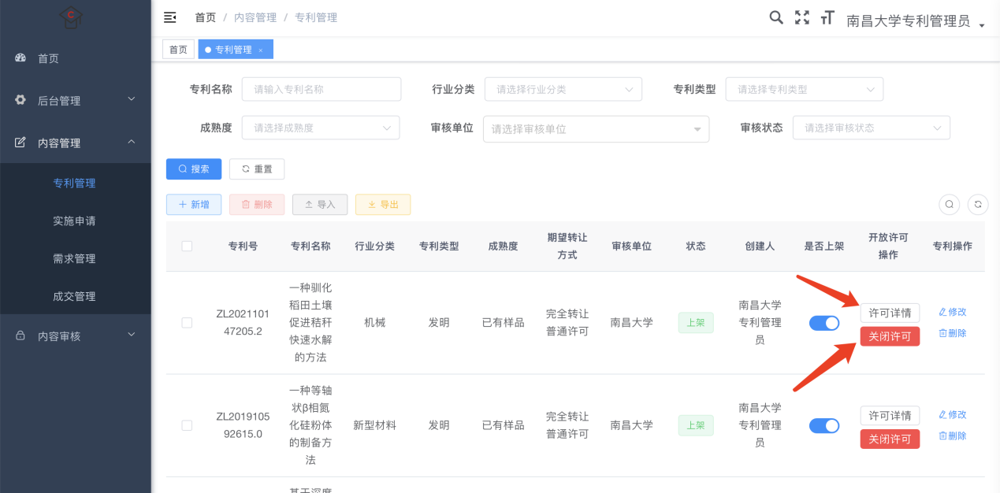 首页 / 内容管理 / 专利管理
南昌大学专利管理员
首页
专利管理 ×
C
首页
后台管理
内容管理
专利管理
实施申请
需求管理
成交管理
内容审核
专利名称 请输入专利名称 行业分类 请选择行业分类 专利类型 请选择专利类型
成熟度 请选择成熟度 审核单位 请选择审核单位 审核状态 请选择审核状态
搜索 重置
新增 删除 导入 导出
专利号 专利名称 行业分类 专利类型 成熟度 期望转让 审核单位 状态 创建人 是否上架 开放许可 专利操作
方式 操作
ZL2021101
47205.2
一种驯化
稻田土壤
促进秸秆
快速水解
的方法
机械
发明
已有样品
完全转让
普通许可
南昌大学
上架
南昌大学
专利管理
员
许可详情
关闭许可
修改
删除
ZL2019105
92615.0
一种等轴
状β相氮
化硅粉体
的制备方
法
新型材料
发明
已有样品
完全转让
普通许可
南昌大学
上架
南昌大学
专利管理
员
许可详情
关闭许可
修改
删除
基于深度